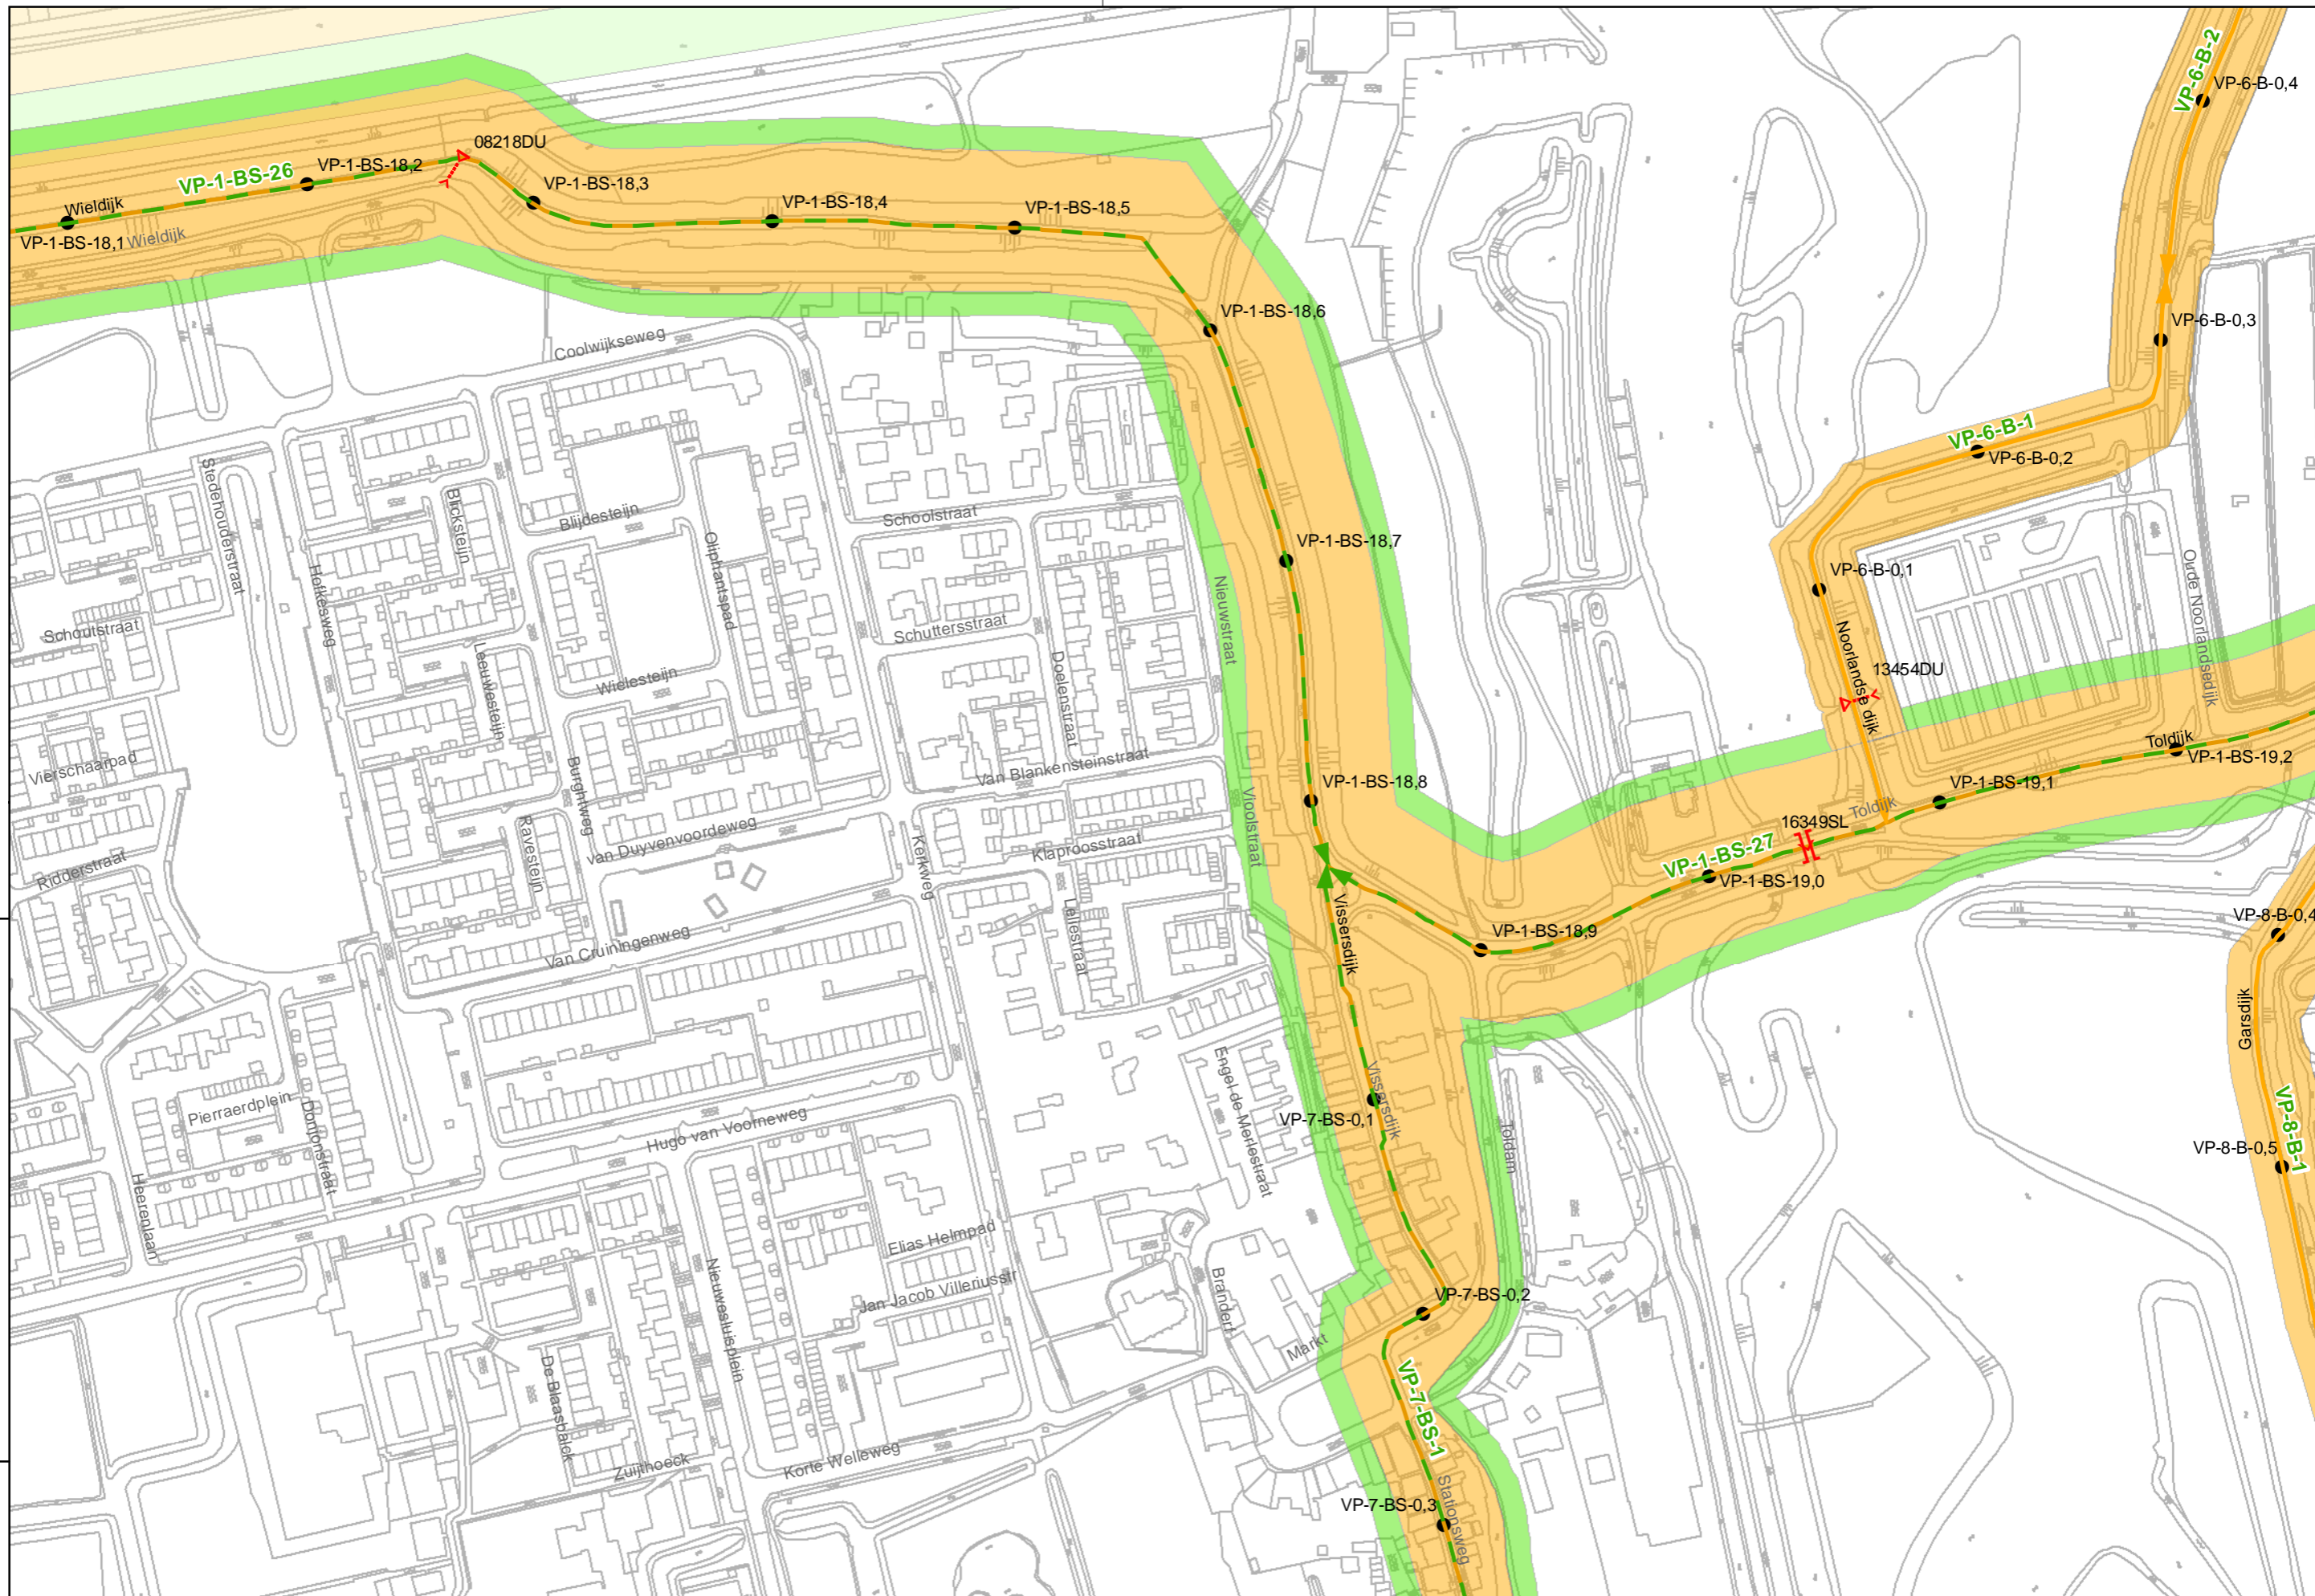 VP-6-B-2
VP-6-B-0,4
08218DU
VP-1-BS-26
VP-1-BS-18,2
VP-1-BS-18,3
Wieldijk
VP-1-BS-18,4
VP-1-BS-18,5
VP-1-BS-18,1
Wieldijk
VP-1-BS-18,6
VP-6-B-0,3
Coolwijkseweg
VP-6-B-1
VP-6-B-0,2
Stedehouderstraat
Blicksteijn
Blijdesteijn
Schoolstraat
VP-1-BS-18,7
Oliphantspad
Hofkesweg
Nieuwstraat
VP-6-B-0,1
Oude Noorlandsedijk
Schoutstraat
Schuttersstraat
Leeuwesteijn
Wielesteijn
Doelenstraat
Noorlandse dijk
13454DU
Vierschaarpad
Burghtweg
Van Blankensteinstraat
Toldijk
VP-1-BS-19,2
VP-1-BS-18,8
VP-1-BS-19,1
Toldijk
16349SL
Vioolstraat
van Duyvenvoordeweg
Klaproosstraat
Kerkweg
Ravesteijn
Ridderstraat
VP-1-BS-27
VP-1-BS-19,0
Lellestraat
Vissersdijk
VP-1-BS-18,9
VP-8-B-0,4
Van Cruiningenweg
Garsdijk
Engel de Merlestraat
Vissersdijk
VP-7-BS-0,1
Pierraerdplein
Donjonstraat
Hugo van Voorneweg
Toldam
VP-8-B-1
VP-8-B-0,5
Heerenlaan
Elias Helmpad
Nieuwesluisplein
Jan Jacob Villeriusstr
Branderf
VP-7-BS-0,2
Markt
De Blaasbalck
VP-7-BS-1
Zuijthoeck
Korte Welleweg
VP-7-BS-0,3
Stationsweg